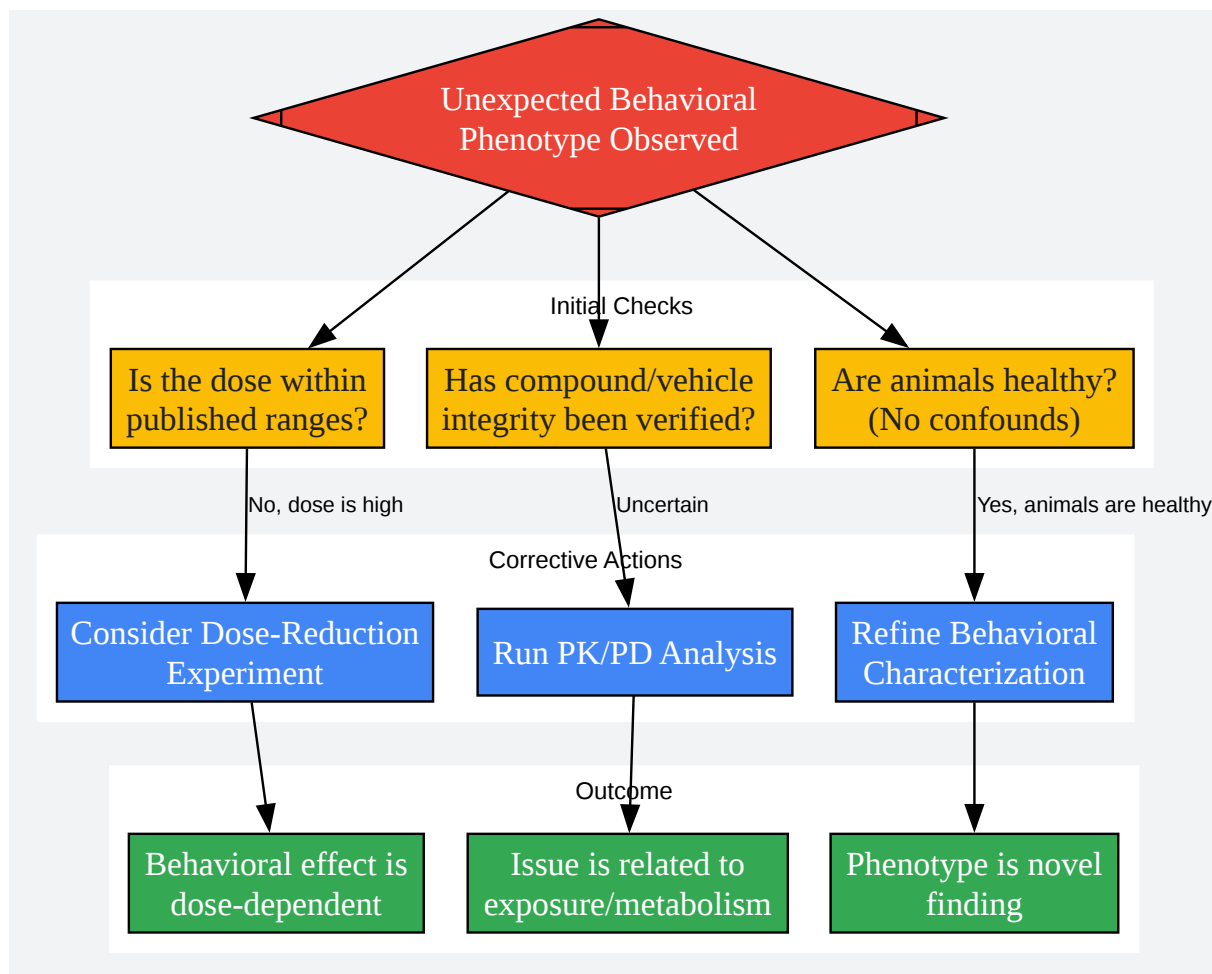 Unexpected Behavioral
Phenotype Observed
Initial Checks
Is the dose within
published ranges?
Has compound/vehicle
integrity been verified?
Are animals healthy?
(No confounds)
No, dose is high
Uncertain
Yes, animals are healthy
Corrective Actions
Consider Dose-Reduction
Experiment
Run PK/PD Analysis
Refine Behavioral
Characterization
Outcome
Behavioral effect is
dose-dependent
Issue is related to
exposure/metabolism
Phenotype is novel
finding